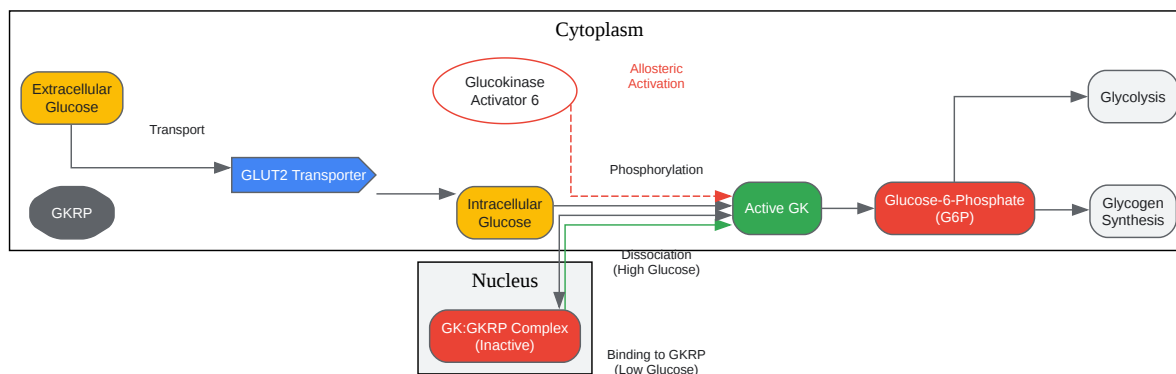 Cytoplasm
Extracellular
Glucose
Transport
GLUT2 Transporter
GKRP
Glucokinase
Activator 6
Allosteric
Activation
Phosphorylation
Intracellular
Glucose
Active GK
Glucose-6-Phosphate
(G6P)
Glycolysis
Glycogen
Synthesis
Dissociation
(High Glucose)
Nucleus
GK:GKRP Complex
(Inactive)
Binding to GKRP
(Low Glucose)